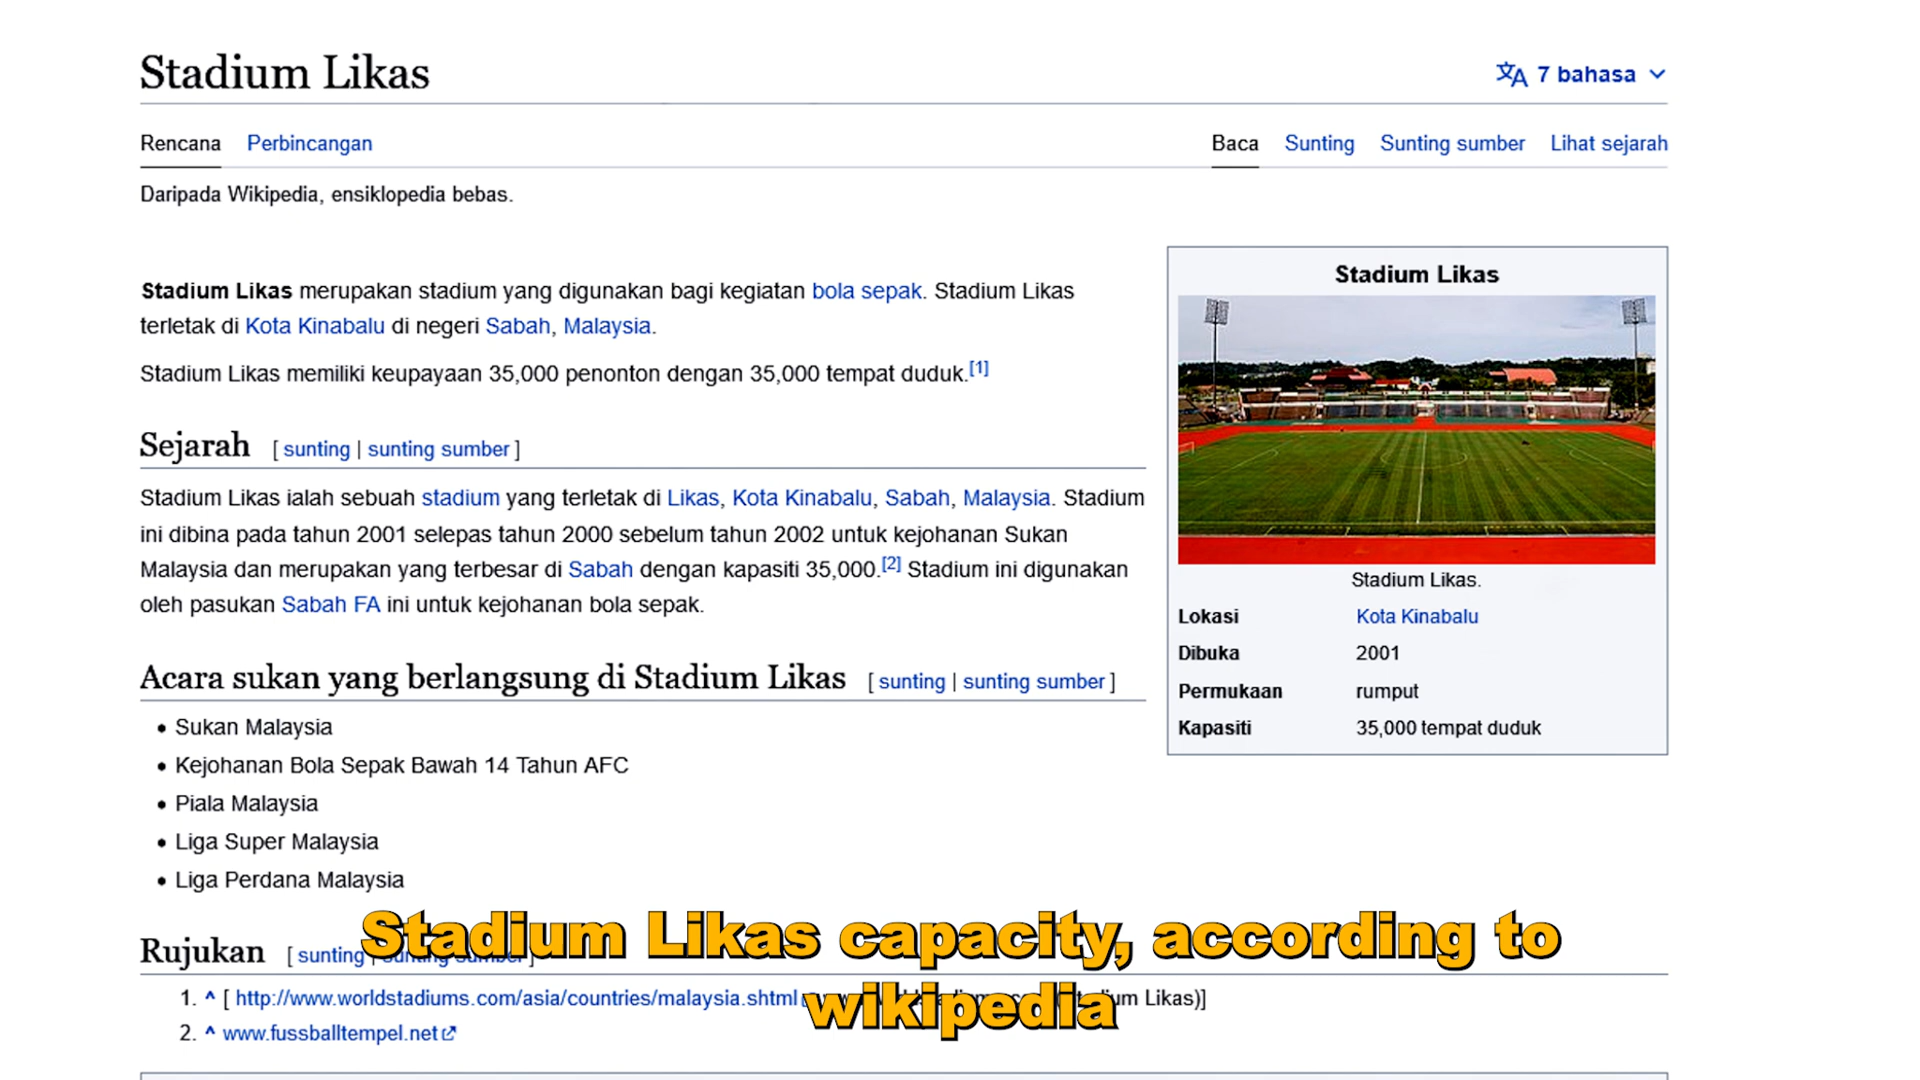 Stadium Likas
7 bahasa
Rencana Perbincangan
Baca Sunting Sunting sumber Lihat sejarah
Daripada Wikipedia, ensiklopedia bebas.
Stadium Likas merupakan stadium yang digunakan bagi kegiatan bola sepak. Stadium Likas
terletak di Kota Kinabalu di negeri Sabah, Malaysia.
Stadium Likas memiliki keupayaan 35,000 penonton dengan 35,000 tempat duduk.[1]
Sejarah [ sunting | sunting sumber ]
Stadium Likas ialah sebuah stadium yang terletak di Likas, Kota Kinabalu, Sabah, Malaysia. Stadium
ini dibina pada tahun 2001 selepas tahun 2000 sebelum tahun 2002 untuk kejohanan Sukan
Malaysia dan merupakan yang terbesar di Sabah dengan kapasiti 35,000.[2] Stadium ini digunakan
oleh pasukan Sabah FA ini untuk kejohanan bola sepak.
Acara sukan yang berlangsung di Stadium Likas [ sunting | sunting sumber ]
• Sukan Malaysia
• Kejohanan Bola Sepak Bawah 14 Tahun AFC
• Piala Malaysia
• Liga Super Malaysia
• Liga Perdana Malaysia
Stadium Likas
Stadium Likas.
Lokasi Kota Kinabalu
Dibuka 2001
Permukaan rumput
Kapasiti 35,000 tempat duduk
Rujukan [ sunting | sunting sumber ]
1. ^ [ http://www.worldstadiums.com/asia/countries/malaysia.shtml Likas)]
2. ^ www.fussballtempel.net
Stadium Likas capacity, according to
wikipedia